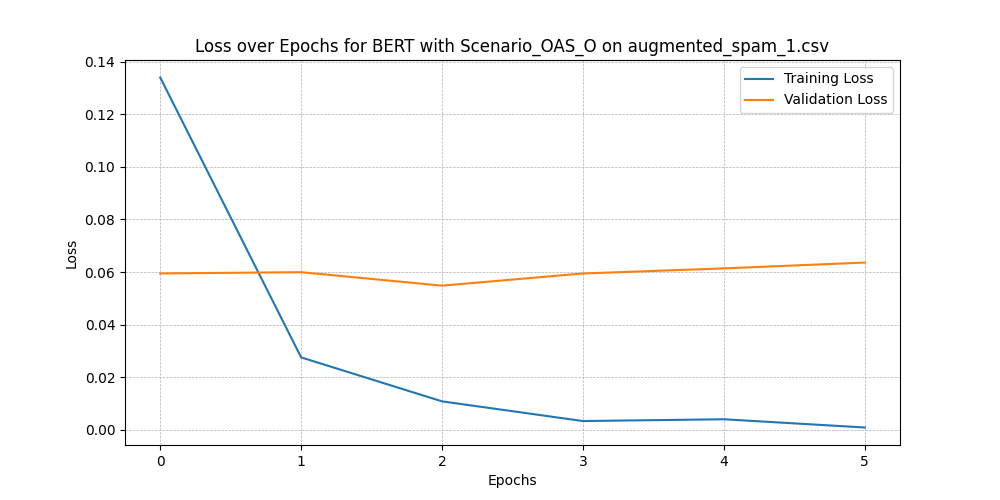 Loss over Epochs for BERT with Scenario_OAS_O on augmented_spam_1.csv
Training Loss
Validation Loss
0.14
0.12
0.10
0.08
0.06
0.04
0.02
0.00
Loss
0 1 2 3 4 5
Epochs